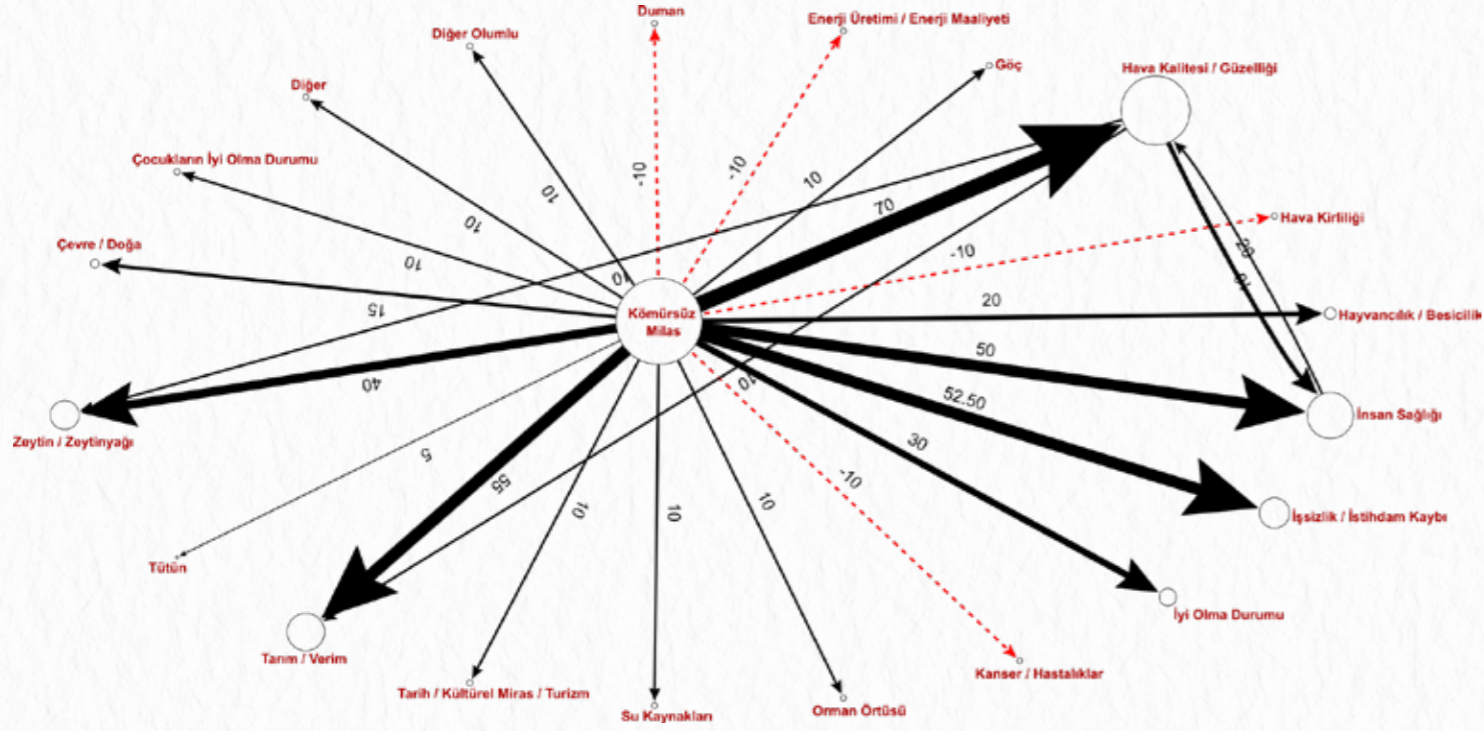 Duman
Enerji Üretimi / Enerji Maaliyeti
Diğer Olumlu
Göç
Hava Kalitesi / Güzelliği
Diğer
Çocukların İyi Olma Durumu
-10
-10
10
10
10
70
Hava Kirliliği
Çevre / Doğa
10
-10
10
20
15
Kömürsüz
Milas
20
Hayvancılık / Besicilik
50
40
10
52.50
İnsan Sağlığı
Zeytin / Zeytinyağı
30
5
55
-10
10
10
10
İşsizlik / İstihdam Kaybı
Tütün
İyi Olma Durumu
Tarım / Verim
Kanser / Hastalıklar
Tarih / Kültürel Miras / Turizm
Su Kaynakları
Orman Örtüsü